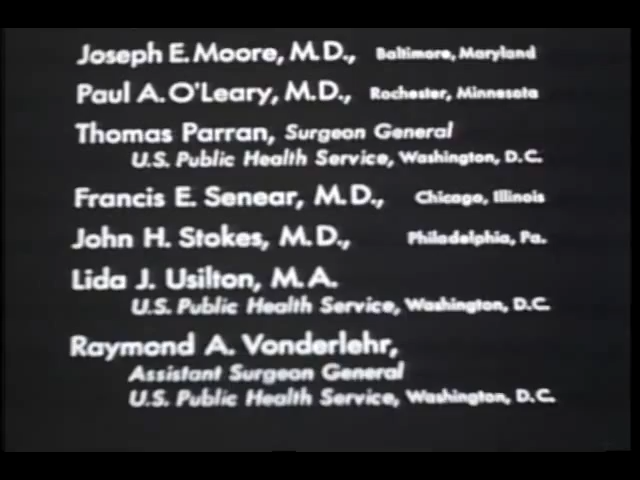 Joseph E. Moore, M.D., Baltimore, Maryland
Paul A. O'Leary, M.D., Rochester, Minnesota
Thomas Parran, Surgeon General
U.S. Public Health Service, Washington, D.C.
Francis E. Senear, M.D., Chicago, Illinois
John H. Stokes, M.D., Philadelphia, Pa.
Lida J. Usilton, M.A.
U.S. Public Health Service, Washington, D.C.
Raymond A. Vonderlehr,
Assistant Surgeon General
U.S. Public Health Service, Washington, D.C.